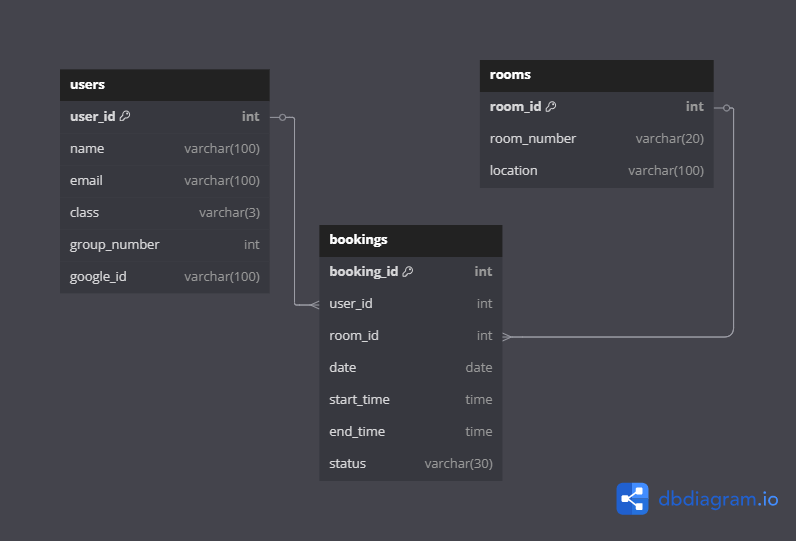 users
user_id int
name varchar(100)
email varchar(100)
class varchar(3)
group_number int
google_id varchar(100)
rooms
room_id int
room_number varchar(20)
location varchar(100)
bookings
booking_id int
user_id int
room_id int
date date
start_time time
end_time time
status varchar(30)
dbdiagram.io